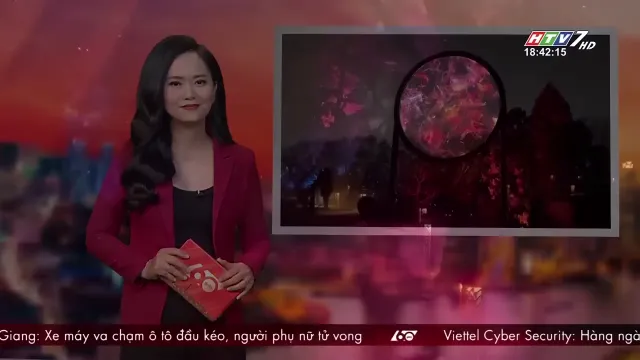 HTV7 HD
18:42:15
Giang: Xe máy va chạm ô tô đầu kéo, người phụ nữ tử vong 60 Viettel Cyber Security: Hàng ngà